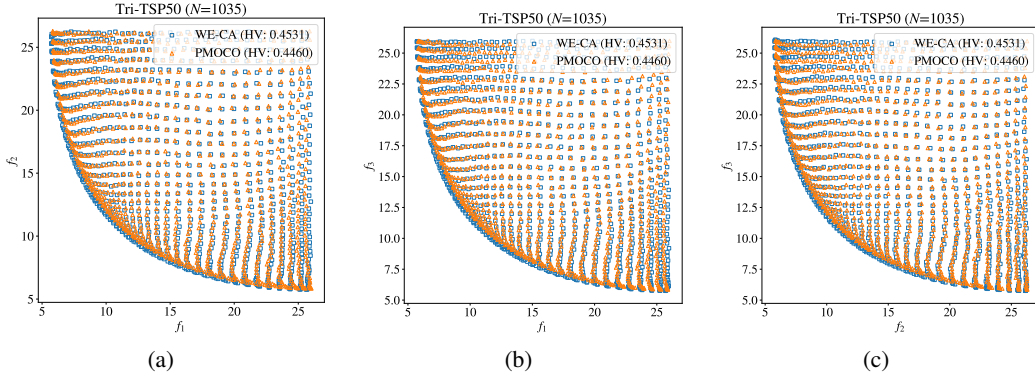 Tri-TSP50 (N=1035)
WE-CA (HV: 0.4531)
PMOCO (HV: 0.4460)
f2
25
20
15
10
5
5 10 15 20 25
f1
(a)
Tri-TSP50 (N=1035)
WE-CA (HV: 0.4531)
PMOCO (HV: 0.4460)
f3
25.0
22.5
20.0
17.5
15.0
12.5
10.0
7.5
5.0
5 10 15 20 25
f1
(b)
Tri-TSP50 (N=1035)
WE-CA (HV: 0.4531)
PMOCO (HV: 0.4460)
f3
25.0
22.5
20.0
17.5
15.0
12.5
10.0
7.5
5.0
5 10 15 20 25
f2
(c)